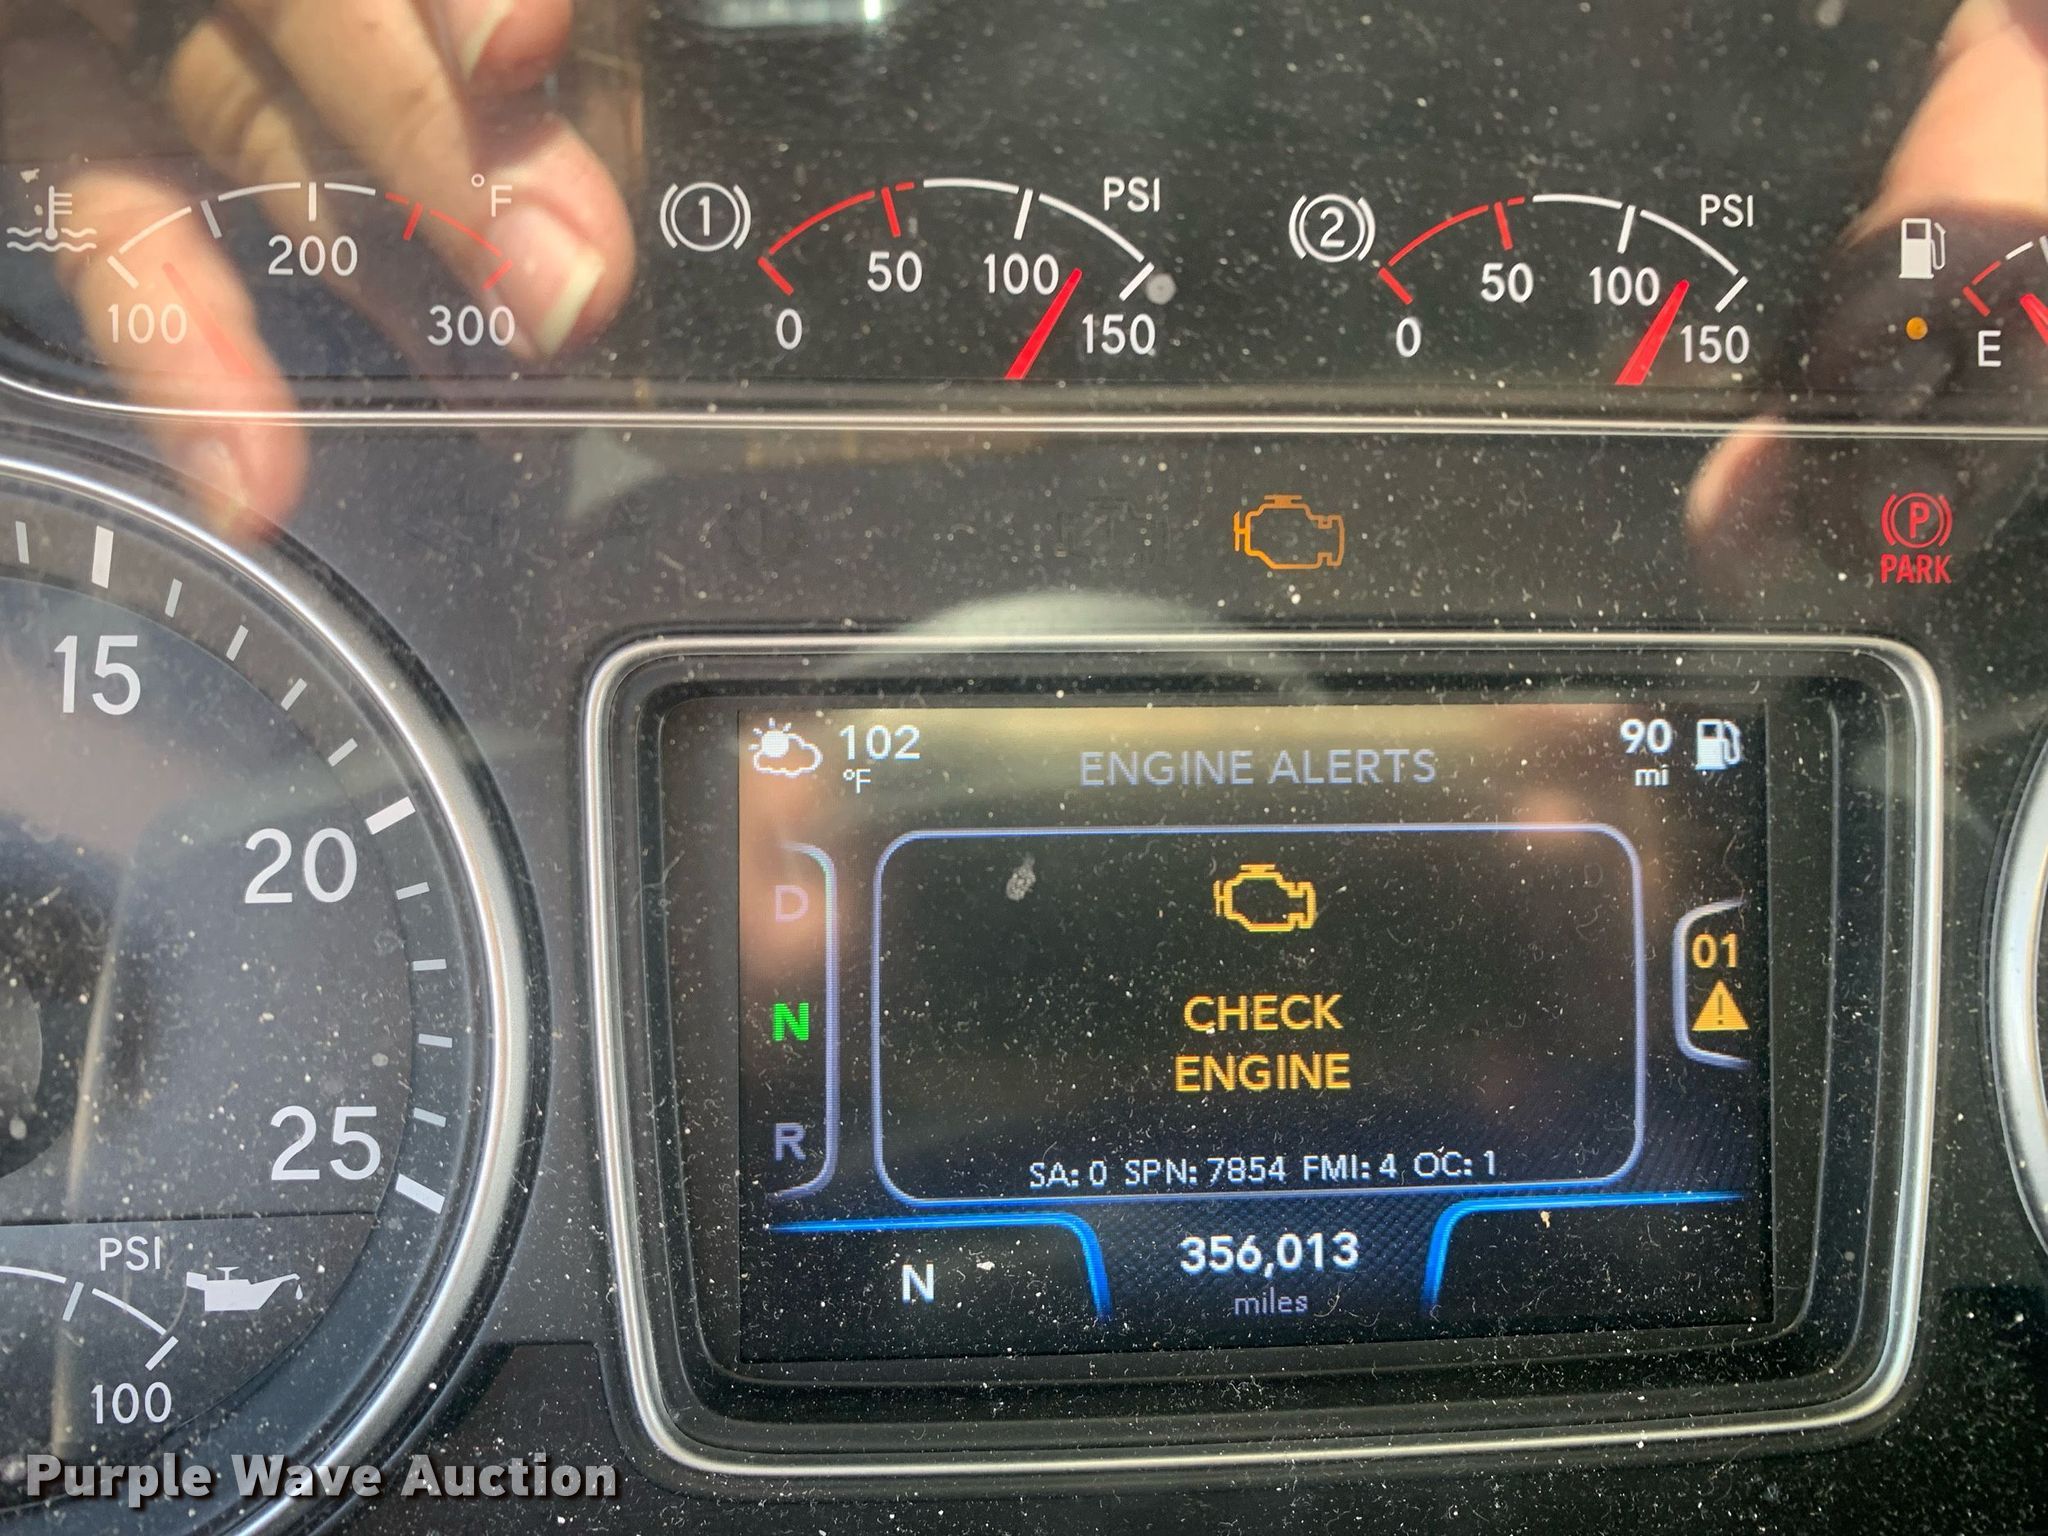 °F
100 200 300
1 PSI
0 50 100 150
2 PSI
0 50 100 150
E
P
PARK
15
20
25
PSI
100
102
°F
ENGINE ALERTS
90
mi
D
N
R
CHECK
ENGINE
01
SA: 0 SPN: 7854 FMI: 4 OC: 1
N
356,013
miles
Purple Wave Auction